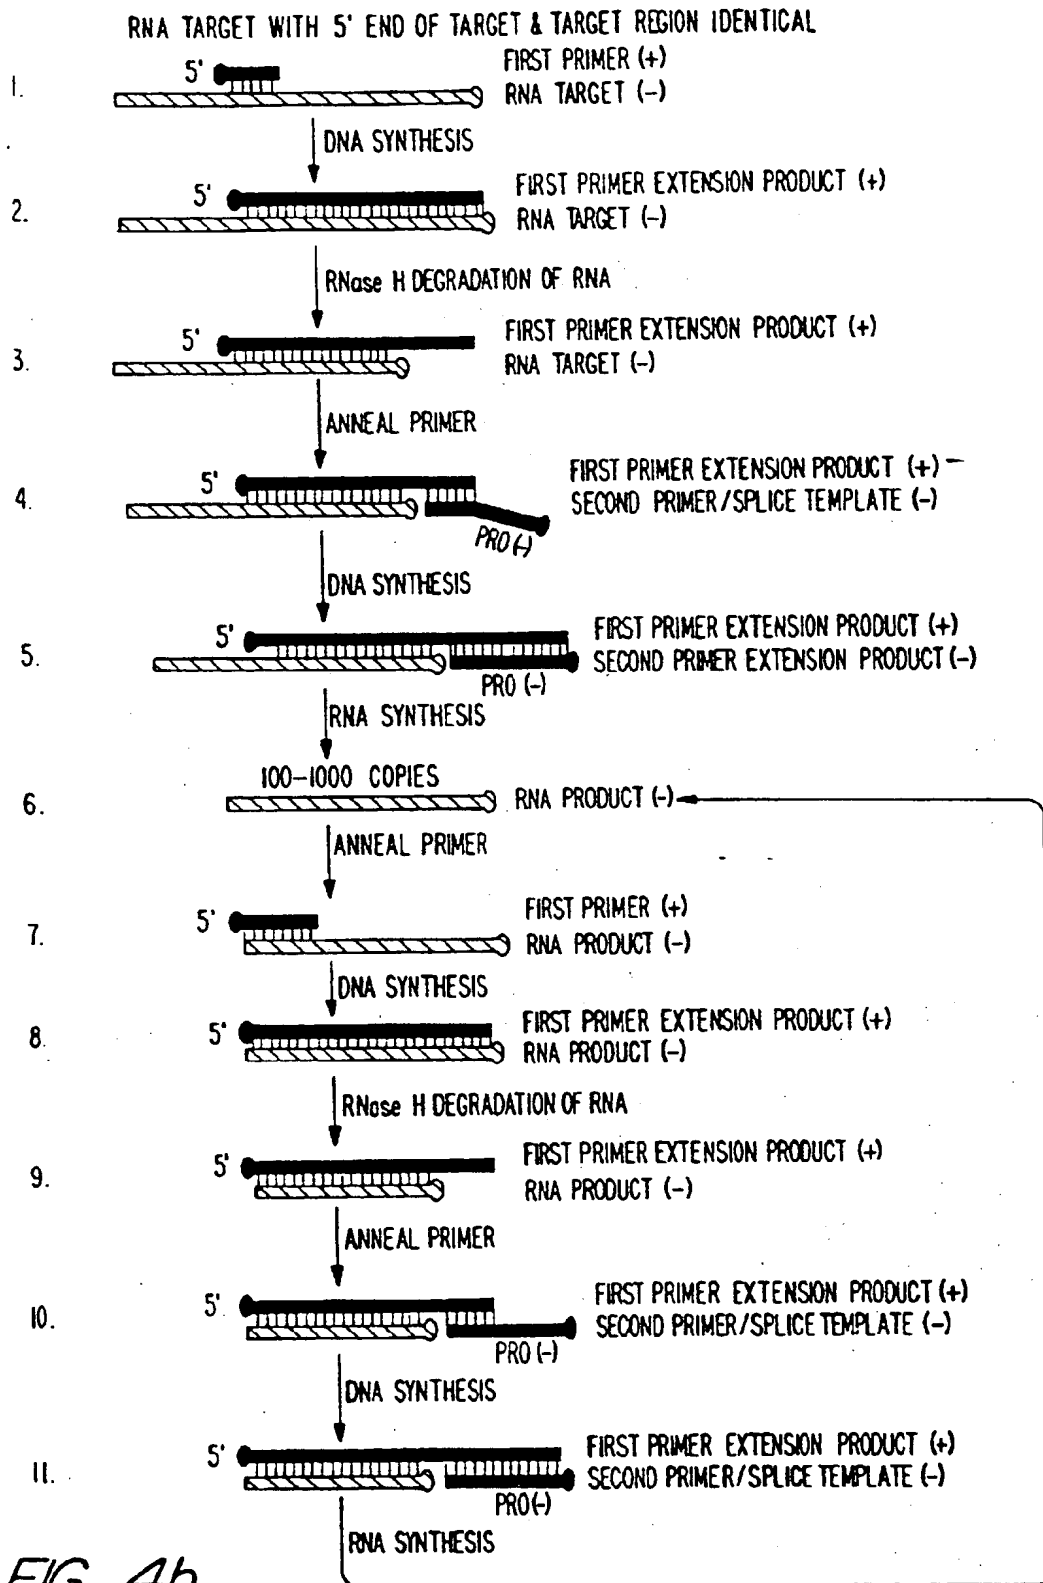 RNA TARGET WITH 5' END OF TARGET & TARGET REGION IDENTICAL
5' FIRST PRIMER (+)
1. RNA TARGET (-)
DNA SYNTHESIS
5' FIRST PRIMER EXTENSION PRODUCT (+)
2. RNA TARGET (-)
RNase H DEGRADATION OF RNA
5' FIRST PRIMER EXTENSION PRODUCT (+)
3. RNA TARGET (-)
ANNEAL PRIMER
5' FIRST PRIMER EXTENSION PRODUCT (+)
4. SECOND PRIMER/SPLICE TEMPLATE (-)
PRO (-)
DNA SYNTHESIS
5' FIRST PRIMER EXTENSION PRODUCT (+)
5. SECOND PRIMER EXTENSION PRODUCT (-)
PRO (-)
RNA SYNTHESIS
100-1000 COPIES
6. RNA PRODUCT (-)
ANNEAL PRIMER
5' FIRST PRIMER (+)
7. RNA PRODUCT (-)
DNA SYNTHESIS
5' FIRST PRIMER EXTENSION PRODUCT (+)
8. RNA PRODUCT (-)
RNase H DEGRADATION OF RNA
5' FIRST PRIMER EXTENSION PRODUCT (+)
9. RNA PRODUCT (-)
ANNEAL PRIMER
5' FIRST PRIMER EXTENSION PRODUCT (+)
10. SECOND PRIMER/SPLICE TEMPLATE (-)
PRO (-)
DNA SYNTHESIS
5' FIRST PRIMER EXTENSION PRODUCT (+)
11. SECOND PRIMER/SPLICE TEMPLATE (-)
PRO (-)
RNA SYNTHESIS
FIG. 4b